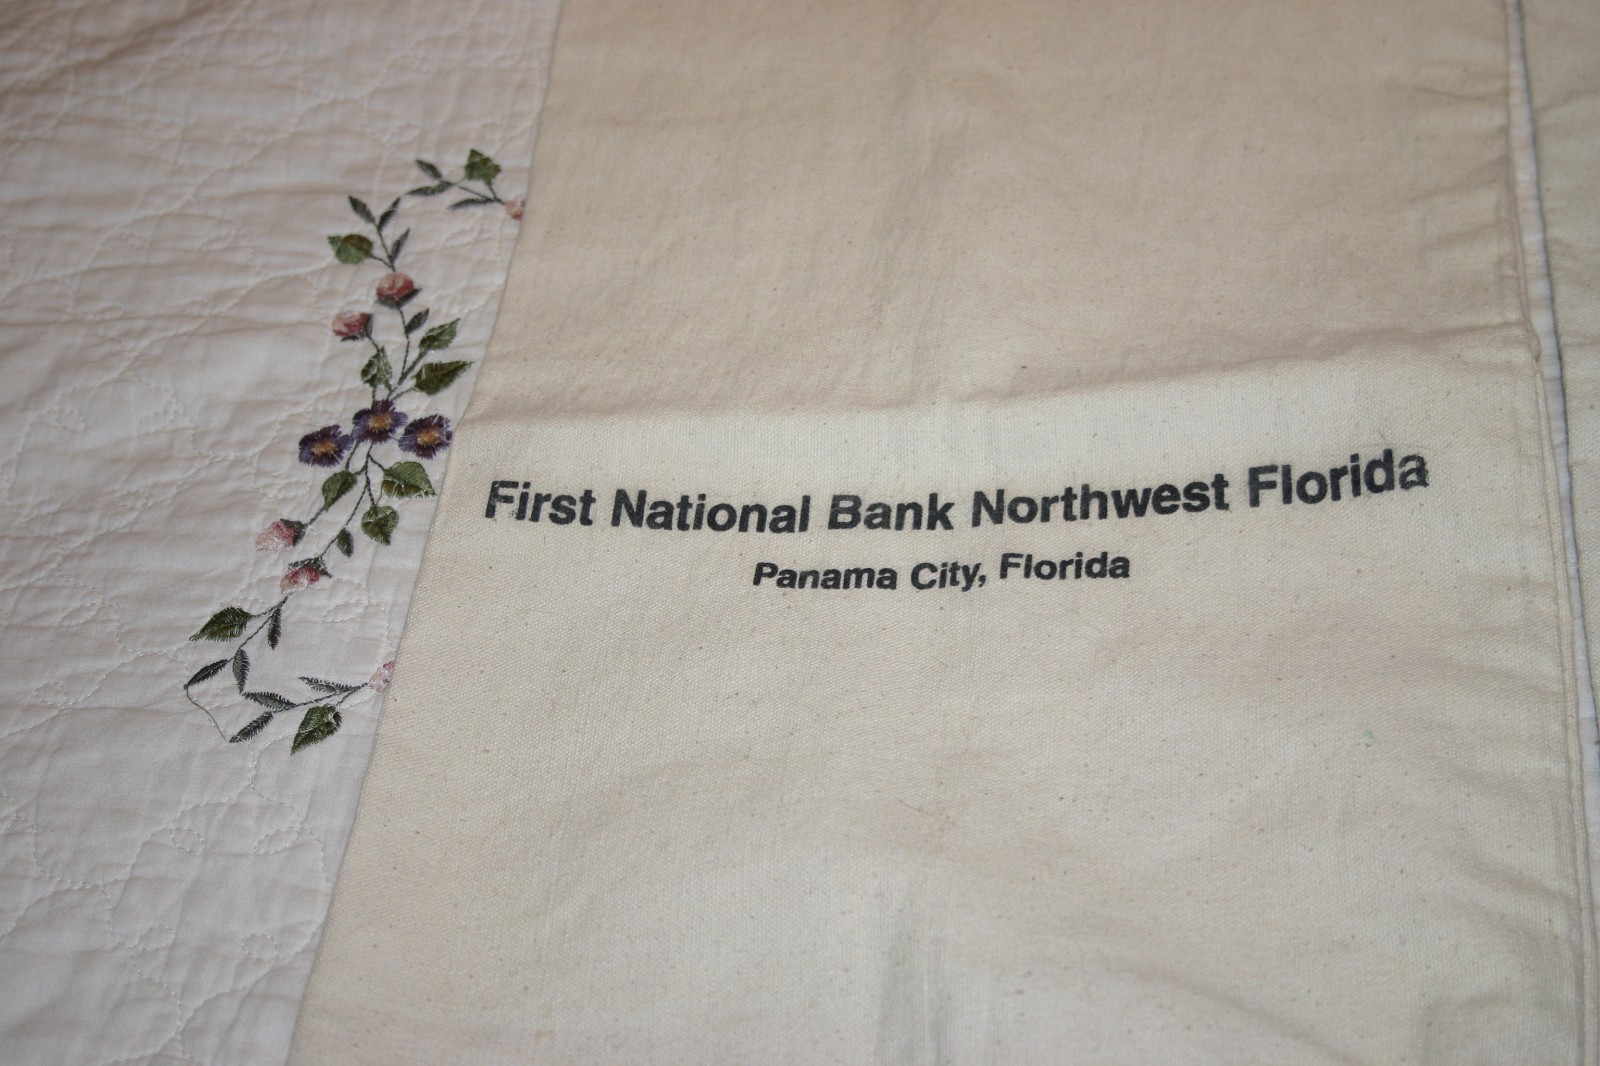 First National Bank Northwest Florida
Panama City, Florida